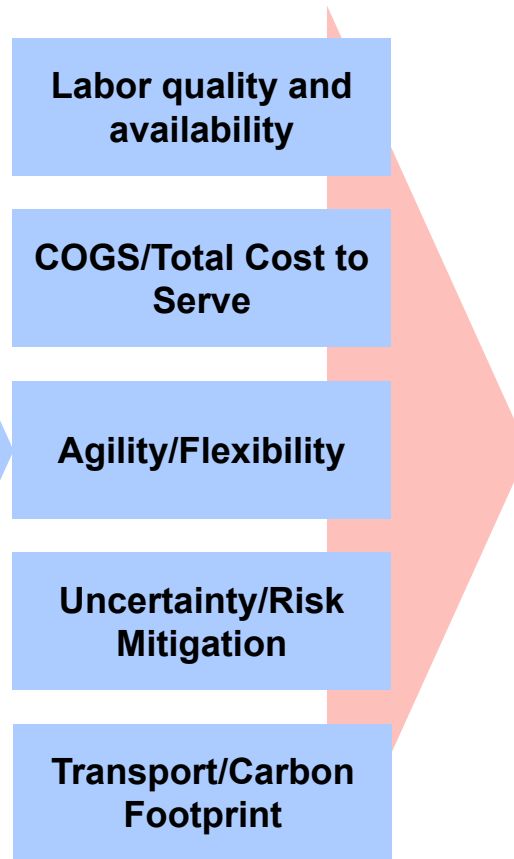 Labor quality and
availability
COGS/Total Cost to
Serve
Agility/Flexibility
Uncertainty/Risk
Mitigation
Transport/Carbon
Footprint